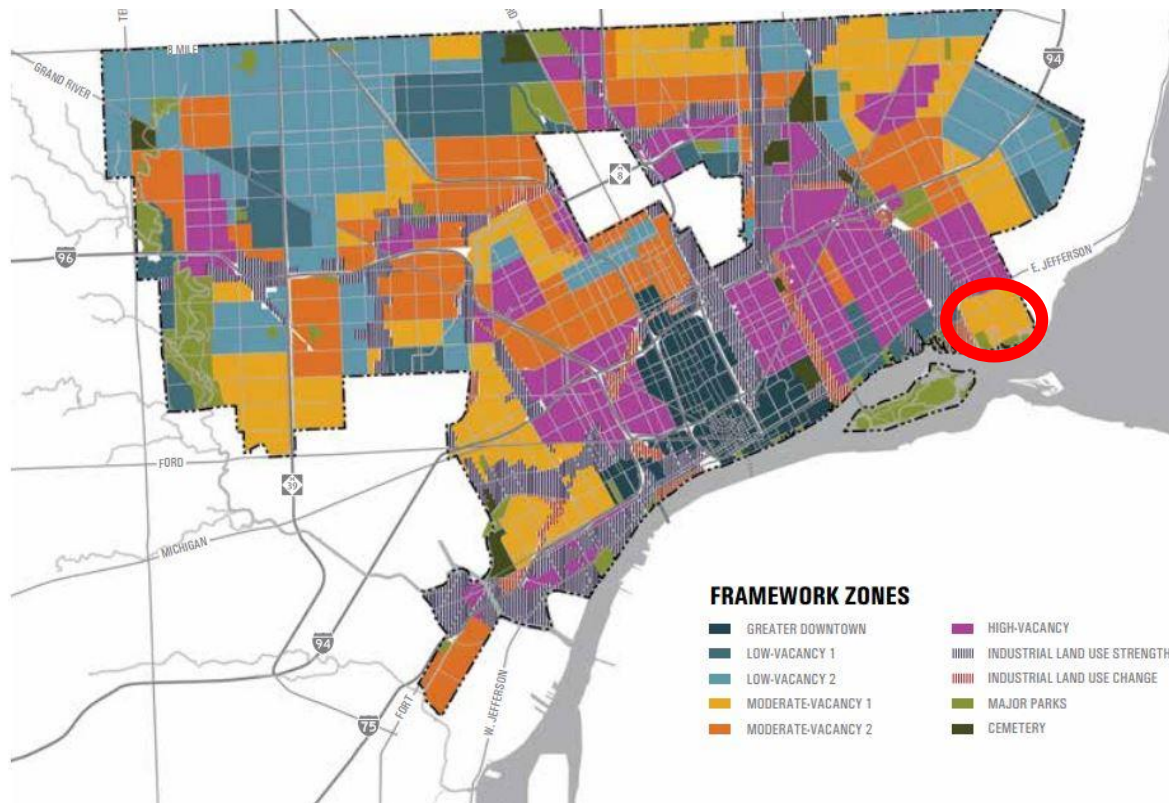 8 MILE
GRAND RIVER
94
8
96
E. JEFFERSON
FORD
39
MICHIGAN
94
FORT
W. JEFFERSON
75
FRAMEWORK ZONES
GREATER DOWNTOWN
LOW-VACANCY 1
LOW-VACANCY 2
MODERATE-VACANCY 1
MODERATE-VACANCY 2
HIGH-VACANCY
INDUSTRIAL LAND USE STRENGTH
INDUSTRIAL LAND USE CHANGE
MAJOR PARKS
CEMETERY